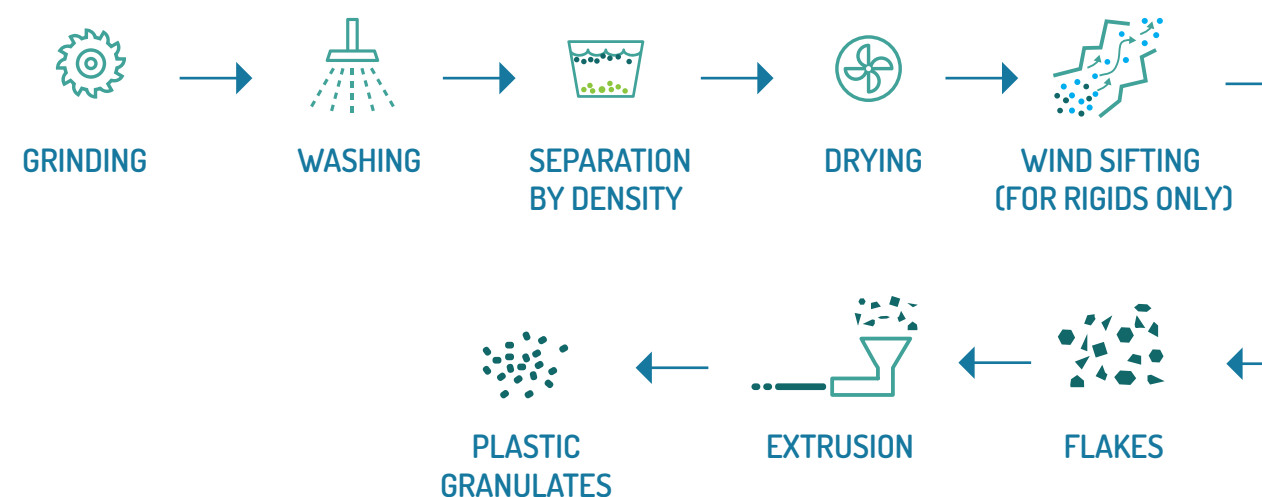 GRINDING
WASHING
SEPARATION
BY DENSITY
DRYING
WIND SIFTING
(FOR RIGIDS ONLY)
FLAKES
EXTRUSION
PLASTIC
GRANULATES